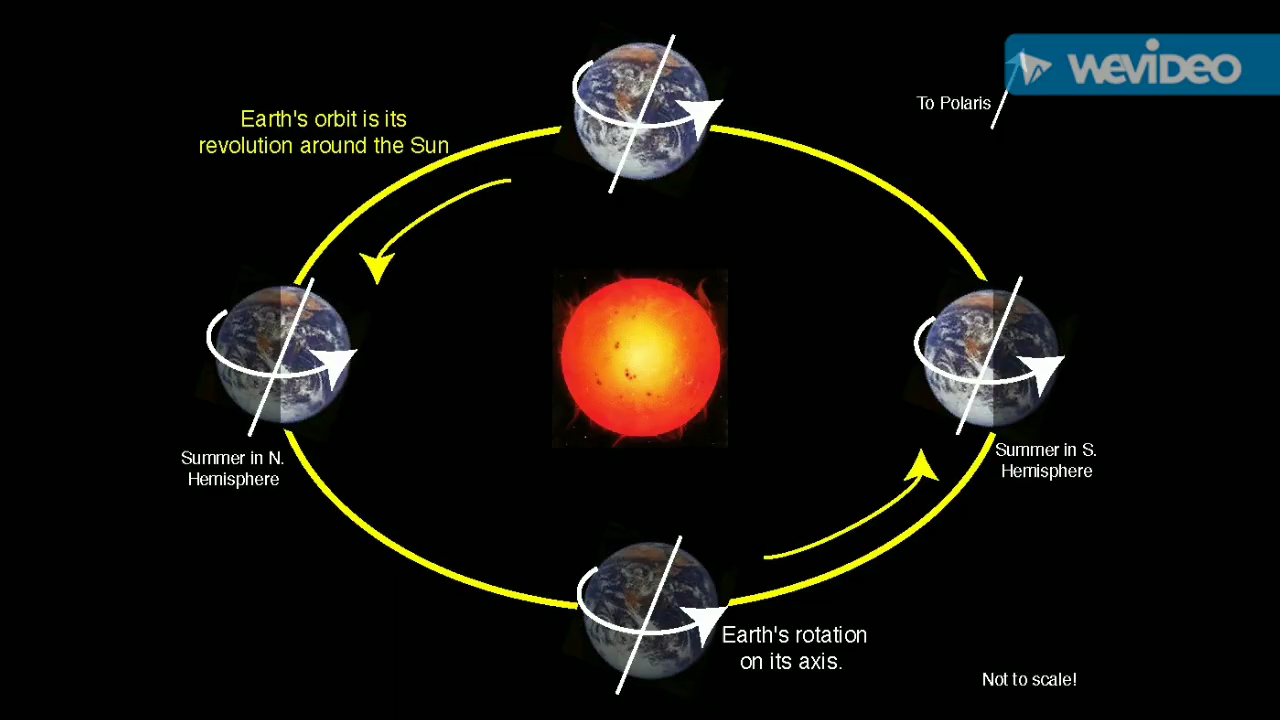 WEVIDEO
To Polaris
Earth's orbit is its
revolution around the Sun
Summer in N.
Hemisphere
Summer in S.
Hemisphere
Earth's rotation
on its axis.
Not to scale!